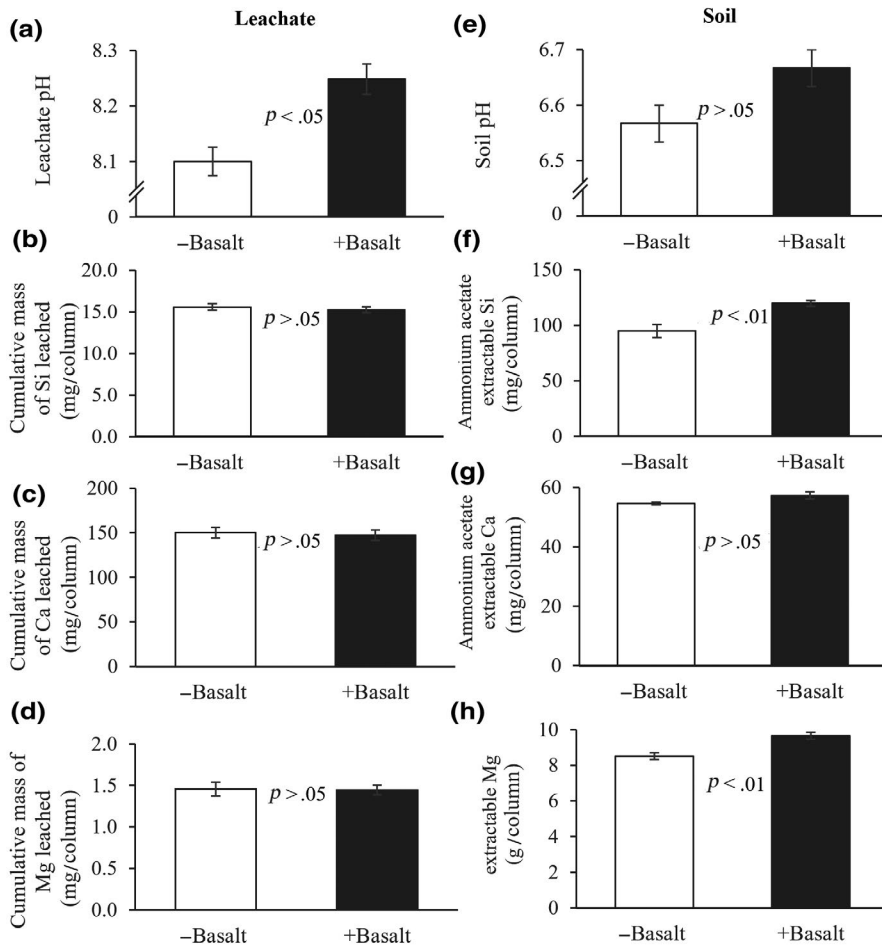 Leachate
(a)
Leachate pH
8.3
8.2
8.1
0
p < .05
−Basalt
+Basalt
(b)
Cumulative mass
of Si leached
(mg/column)
20.0
15.0
10.0
5.0
0.0
p > .05
−Basalt
+Basalt
(c)
Cumulative mass
of Ca leached
(mg/column)
200
150
100
50
0
p > .05
−Basalt
+Basalt
(d)
Cumulative mass of
Mg leached
(mg/column)
2.0
1.5
1.0
0.5
0.0
p > .05
−Basalt
+Basalt
Soil
(e)
Soil pH
6.7
6.6
6.5
0
p > .05
−Basalt
+Basalt
(f)
Ammonium acetate
extractable Si
(mg/column)
150
100
50
0
p < .01
−Basalt
+Basalt
(g)
Ammonium acetate
extractable Ca
(mg/column)
60
40
20
0
p > .05
−Basalt
+Basalt
(h)
extractable Mg
(g/column)
10
8
6
4
2
0
p < .01
−Basalt
+Basalt